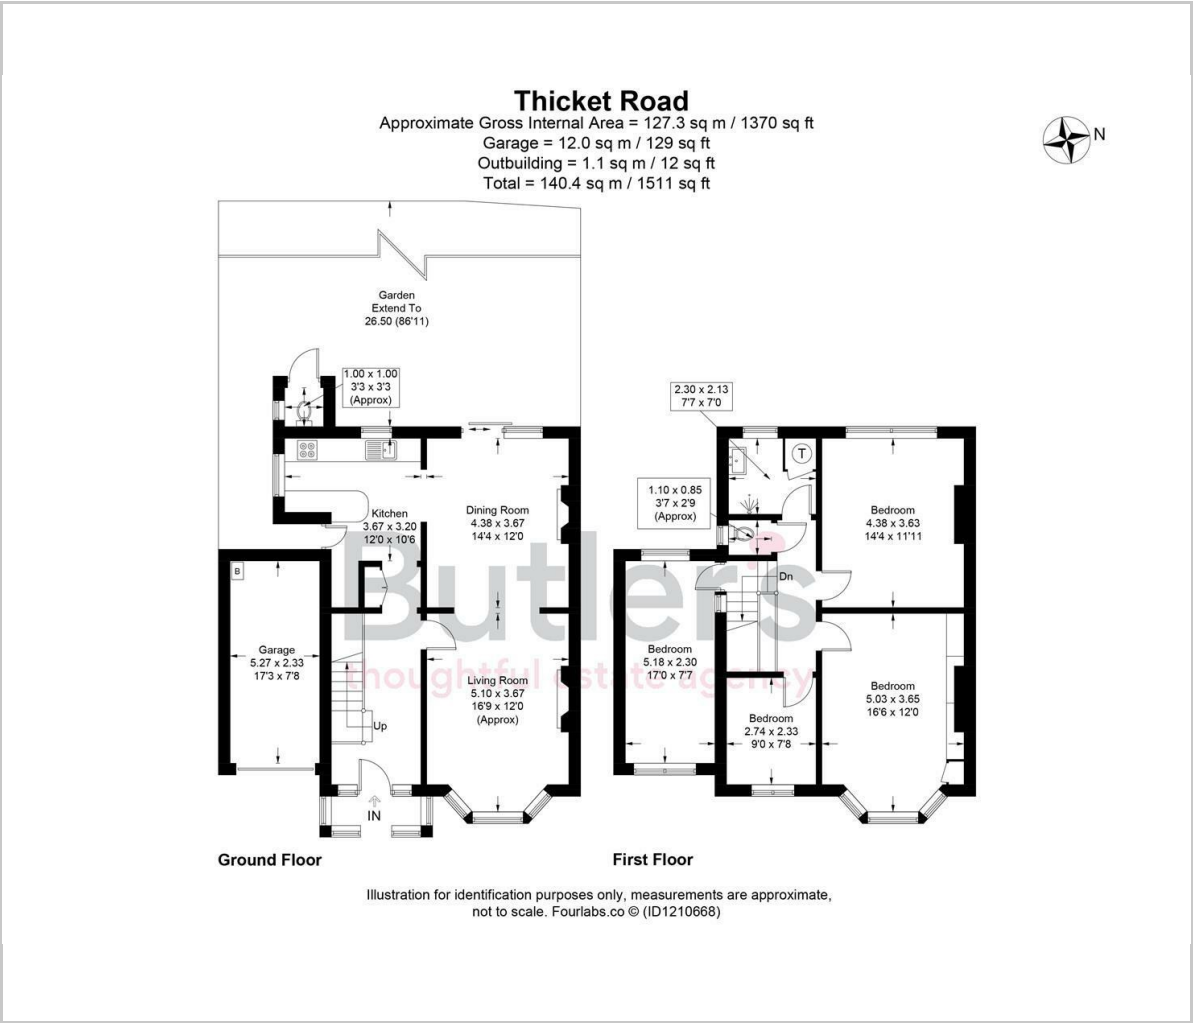 Thicket Road
Approximate Gross Internal Area = 127.3 sq m / 1370 sq ft
Garage = 12.0 sq m / 129 sq ft
Outbuilding = 1.1 sq m / 12 sq ft
Total = 140.4 sq m / 1511 sq ft
N
Garden
Extend To
26.50 (86'11)
1.00 x 1.00
3'3 x 3'3
(Approx)
Kitchen
3.67 x 3.20
12'0 x 10'6
Dining Room
4.38 x 3.67
14'4 x 12'0
B
Garage
5.27 x 2.33
17'3 x 7'8
Living Room
5.10 x 3.67
16'9 x 12'0
(Approx)
Up
IN
Ground Floor
2.30 x 2.13
7'7 x 7'0
T
1.10 x 0.85
3'7 x 2'9
(Approx)
Bedroom
4.38 x 3.63
14'4 x 11'11
Dn
Bedroom
5.18 x 2.30
17'0 x 7'7
Bedroom
2.74 x 2.33
9'0 x 7'8
Bedroom
5.03 x 3.65
16'6 x 12'0
First Floor
Butler's
thoughtful estate agency
Illustration for identification purposes only, measurements are approximate,
not to scale. Fourlabs.co © (ID1210668)